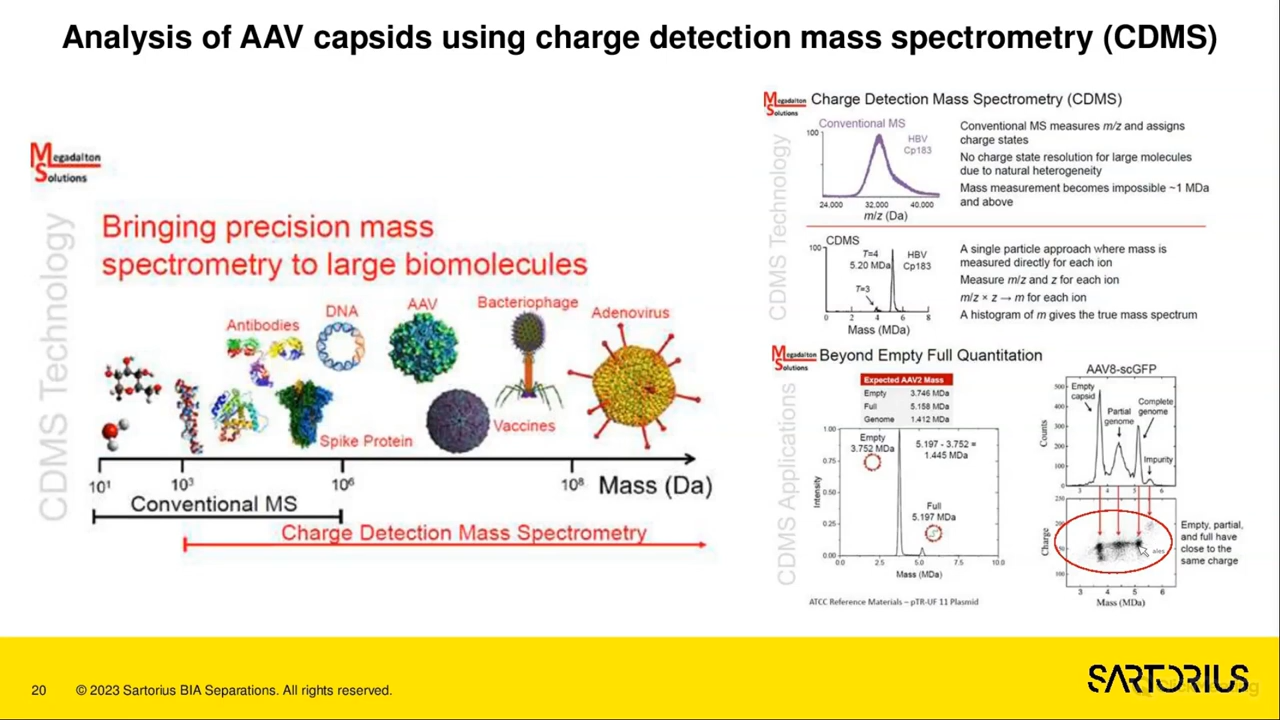 Analysis of AAV capsids using charge detection mass spectrometry (CDMS)
Megadalton
Solutions
CDMS Technology
Bringing precision mass
spectrometry to large biomolecules
Antibodies
DNA
AAV
Bacteriophage
Adenovirus
Spike Protein
Vaccines
10¹ 10³ 10⁶ 10⁸ Mass (Da)
Conventional MS
Charge Detection Mass Spectrometry
Megadalton
Solutions
Charge Detection Mass Spectrometry (CDMS)
CDMS Technology
Conventional MS
100
HBV
Cp183
24,000 32,000 40,000
m/z (Da)
Conventional MS measures m/z and assigns
charge states
No charge state resolution for large molecules
due to natural heterogeneity
Mass measurement becomes impossible ~1 MDa
and above
CDMS
100
T=4
5.20 MDa
HBV
Cp183
T=3
0 2 4 6 8
Mass (MDa)
A single particle approach where mass is
measured directly for each ion
Measure m/z and z for each ion
m/z × z → m for each ion
A histogram of m gives the true mass spectrum
Megadalton
Solutions
Beyond Empty Full Quantitation
CDMS Applications
Expected AAV2 Mass
Empty 3.746 MDa
Full 5.158 MDa
Genome 1.412 MDa
1.00
0.75
0.50
0.25
0.00
Intensity
Empty
3.752 MDa
5.197 - 3.752 =
1.445 MDa
Full
5.197 MDa
0.0 2.5 5.0 7.5 10.0
Mass (MDa)
ATCC Reference Materials – pTR-UF 11 Plasmid
AAV8-scGFP
500
400
300
200
100
0
Counts
Empty
capsid
Partial
genome
Complete
genome
Impurity
3 4 5 6
Charge
100
3 4 5 6
Mass (MDa)
Empty, partial,
and full have
close to the
same charge
20 © 2023 Sartorius BIA Separations. All rights reserved.
SARTORIUS